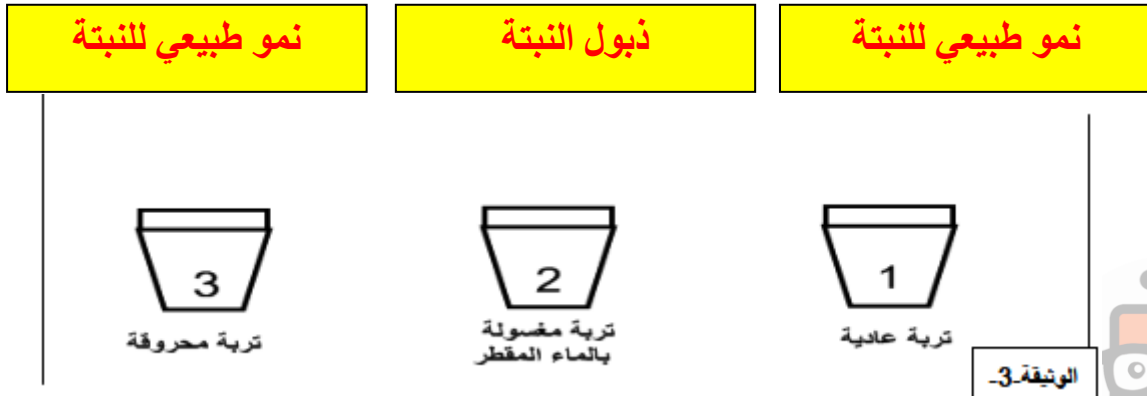 نمو طبيعي للنبتة
ذبول النبتة
نمو طبيعي للنبتة
1
تربة عادية
2
تربة مغسولة
بالماء المقطر
3
تربة محروقة
الوثيقة-3-